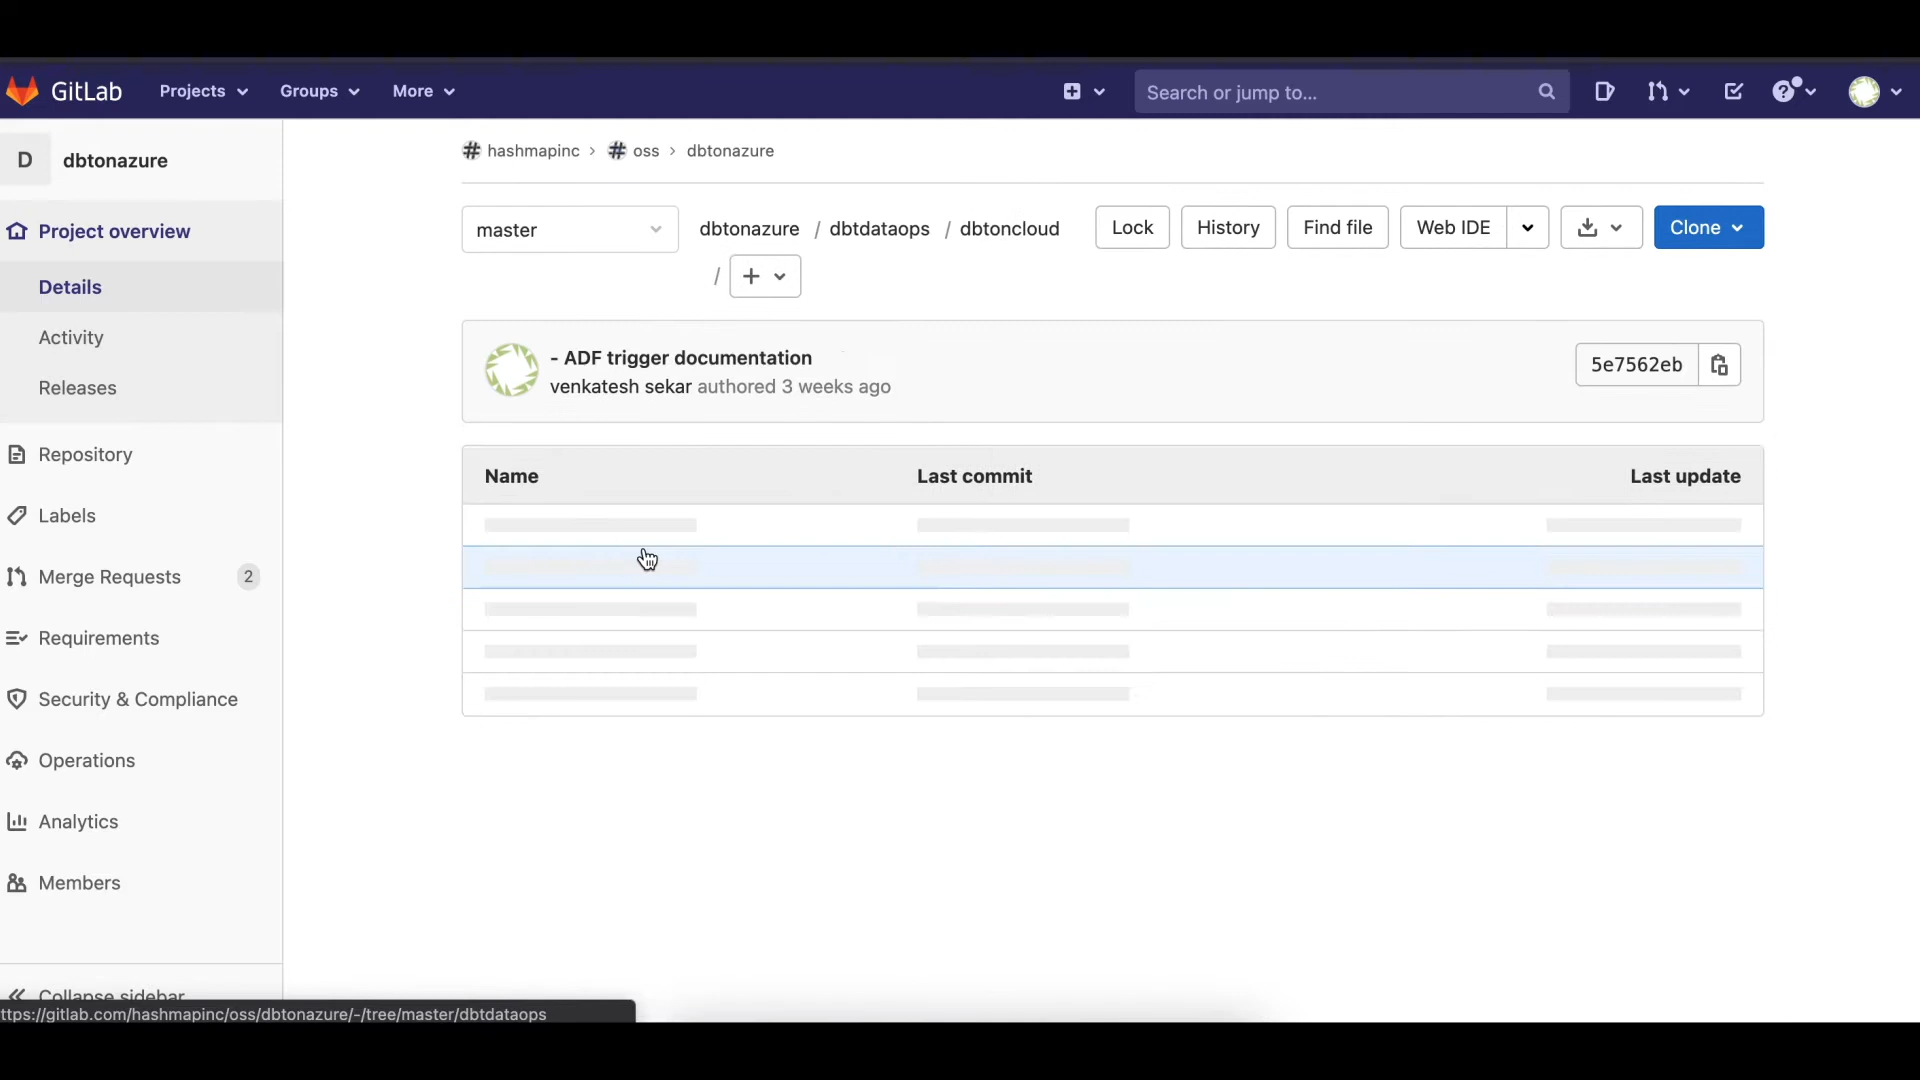 GitLab Projects Groups More Search or jump to...
D dbtonazure
Project overview
Details
Activity
Releases
Repository
Labels
Merge Requests 2
Requirements
Security & Compliance
Operations
Analytics
Members
Collapse sidebar
ttps://gitlab.com/hashmapinc/oss/dbtonazure/-/tree/master/dbtdataops
# hashmapinc > # oss > dbtonazure
master dbtonazure / dbtdataops / dbtoncloud Lock History Find file Web IDE Clone
/ +
- ADF trigger documentation
venkatesh sekar authored 3 weeks ago
5e7562eb
Name Last commit Last update